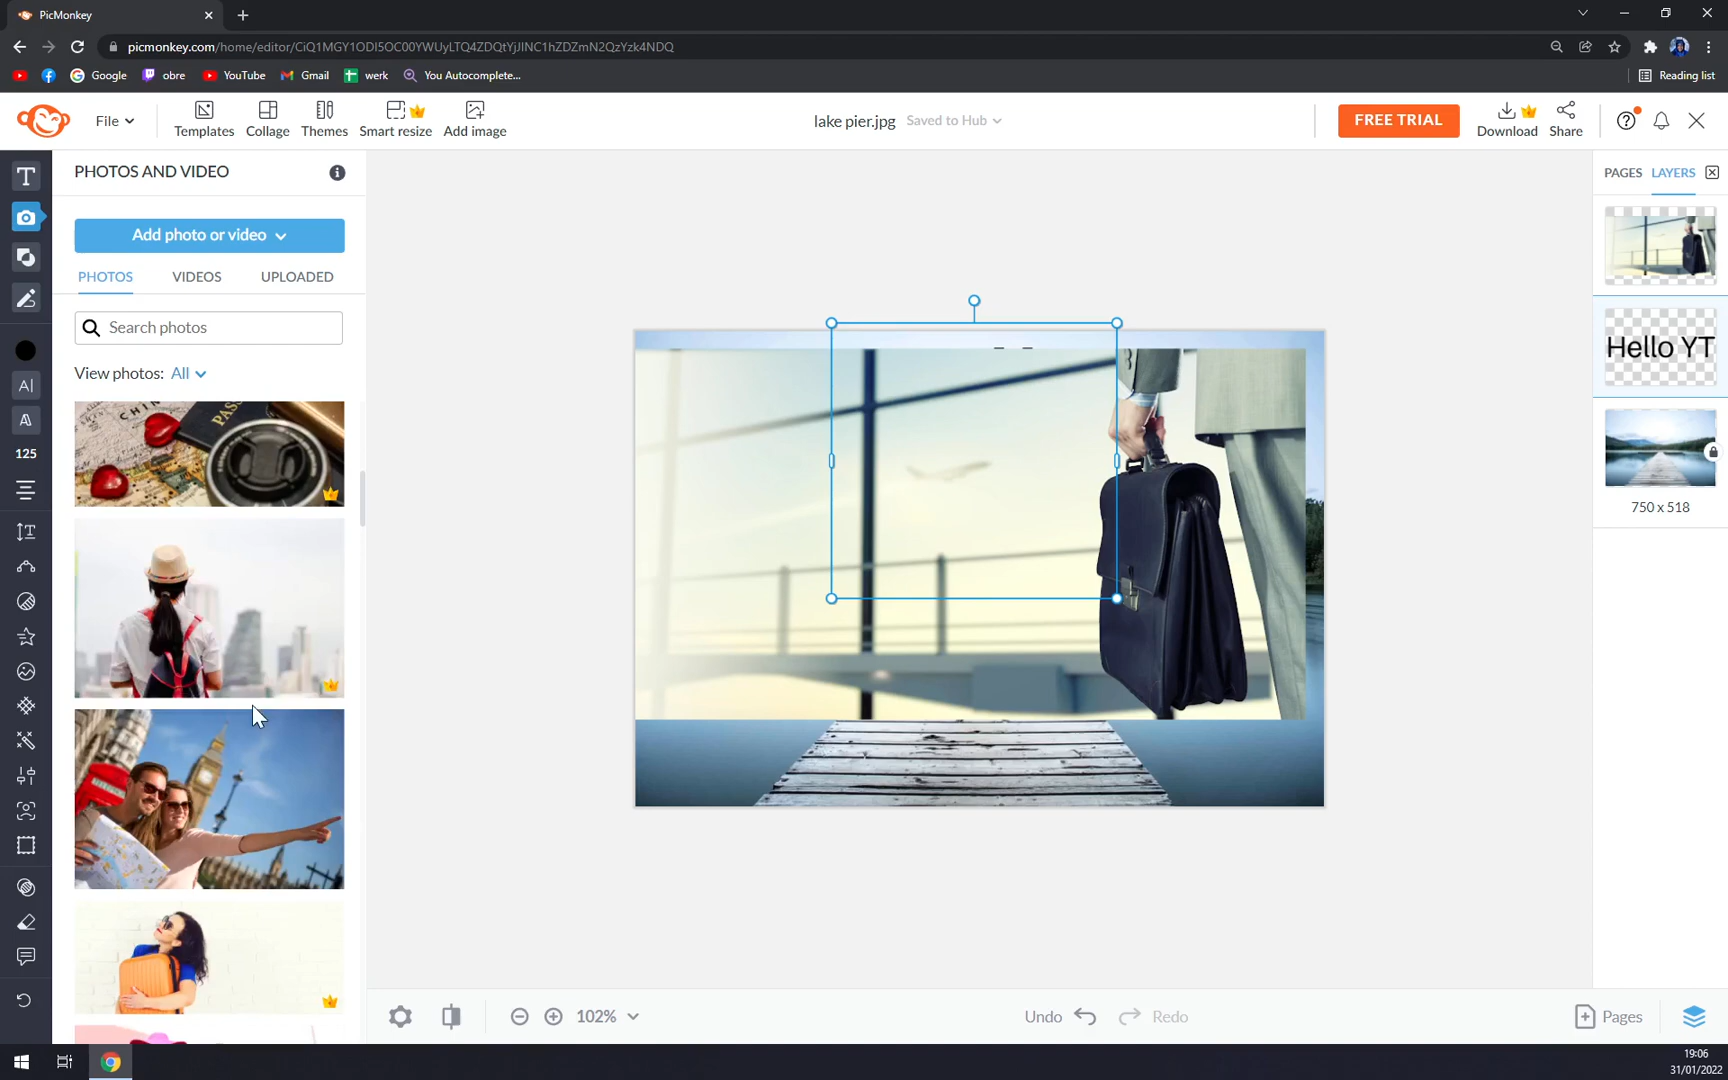 PicMonkey
picmonkey.com/home/editor/CiQ1MGY1ODI5OC00YWUyLTQ4ZDQtYjJlNC1hZDZmN2QzYzk4NDQ
Google
obre
YouTube
Gmail
werk
You Autocomplete...
Reading list
File
Templates
Collage
Themes
Smart resize
Add image
lake pier.jpg Saved to Hub
FREE TRIAL
Download
Share
PHOTOS AND VIDEO
PAGES LAYERS
Add photo or video
PHOTOS VIDEOS UPLOADED
Search photos
View photos: All
A|
A
125
T
Hello YT
750 x 518
102%
Undo
Redo
Pages
19:06
31/01/2022